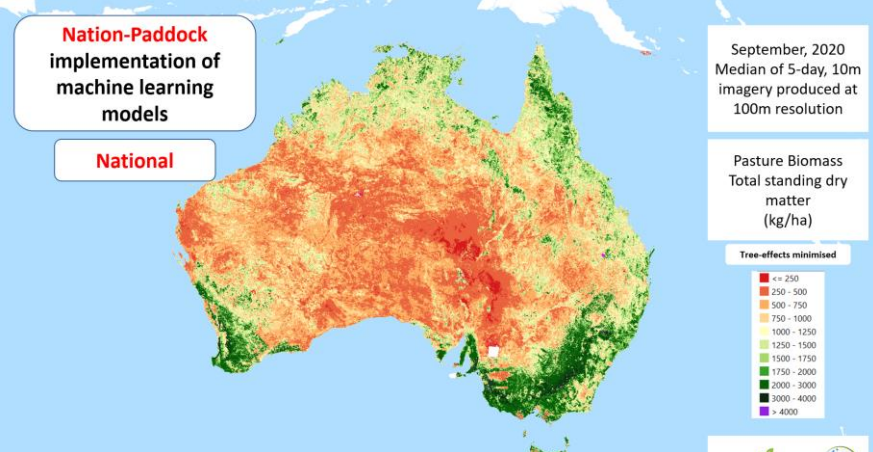 Nation-Paddock
implementation of
machine learning
models
National
September, 2020
Median of 5-day, 10m
imagery produced at
100m resolution
Pasture Biomass
Total standing dry
matter
(kg/ha)
Tree-effects minimised
<= 250
250 - 500
500 - 750
750 - 1000
1000 - 1250
1250 - 1500
1500 - 1750
1750 - 2000
2000 - 3000
3000 - 4000
> 4000